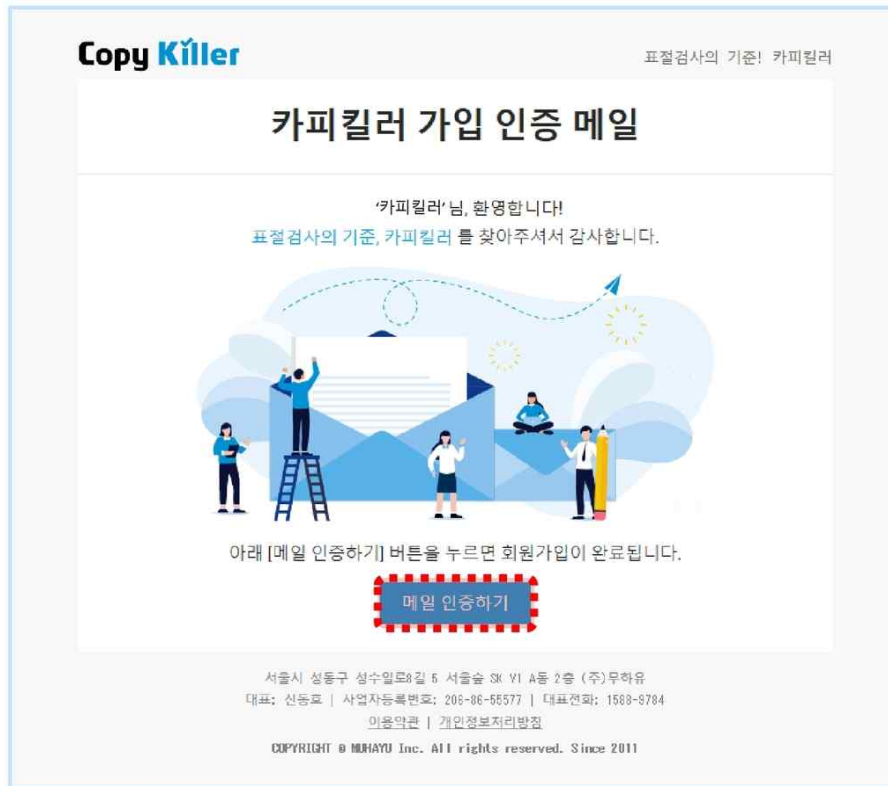 Copy Killer
표절검사의 기준! 카피킬러
카피킬러 가입 인증 메일
'카피킬러' 님, 환영합니다!
표절검사의 기준, 카피킬러 를 찾아주셔서 감사합니다.
아래 [메일 인증하기] 버튼을 누르면 회원가입이 완료됩니다.
메일 인증하기
서울시 성동구 성수일로8길 5 서울숲 SK V1 A동 2층 (주)무하유
대표: 신동호 | 사업자등록번호: 206-86-55577 | 대표전화: 1588-9784
이용약관 | 개인정보처리방침
COPYRIGHT @ MUHAYU Inc. All rights reserved. Since 2011